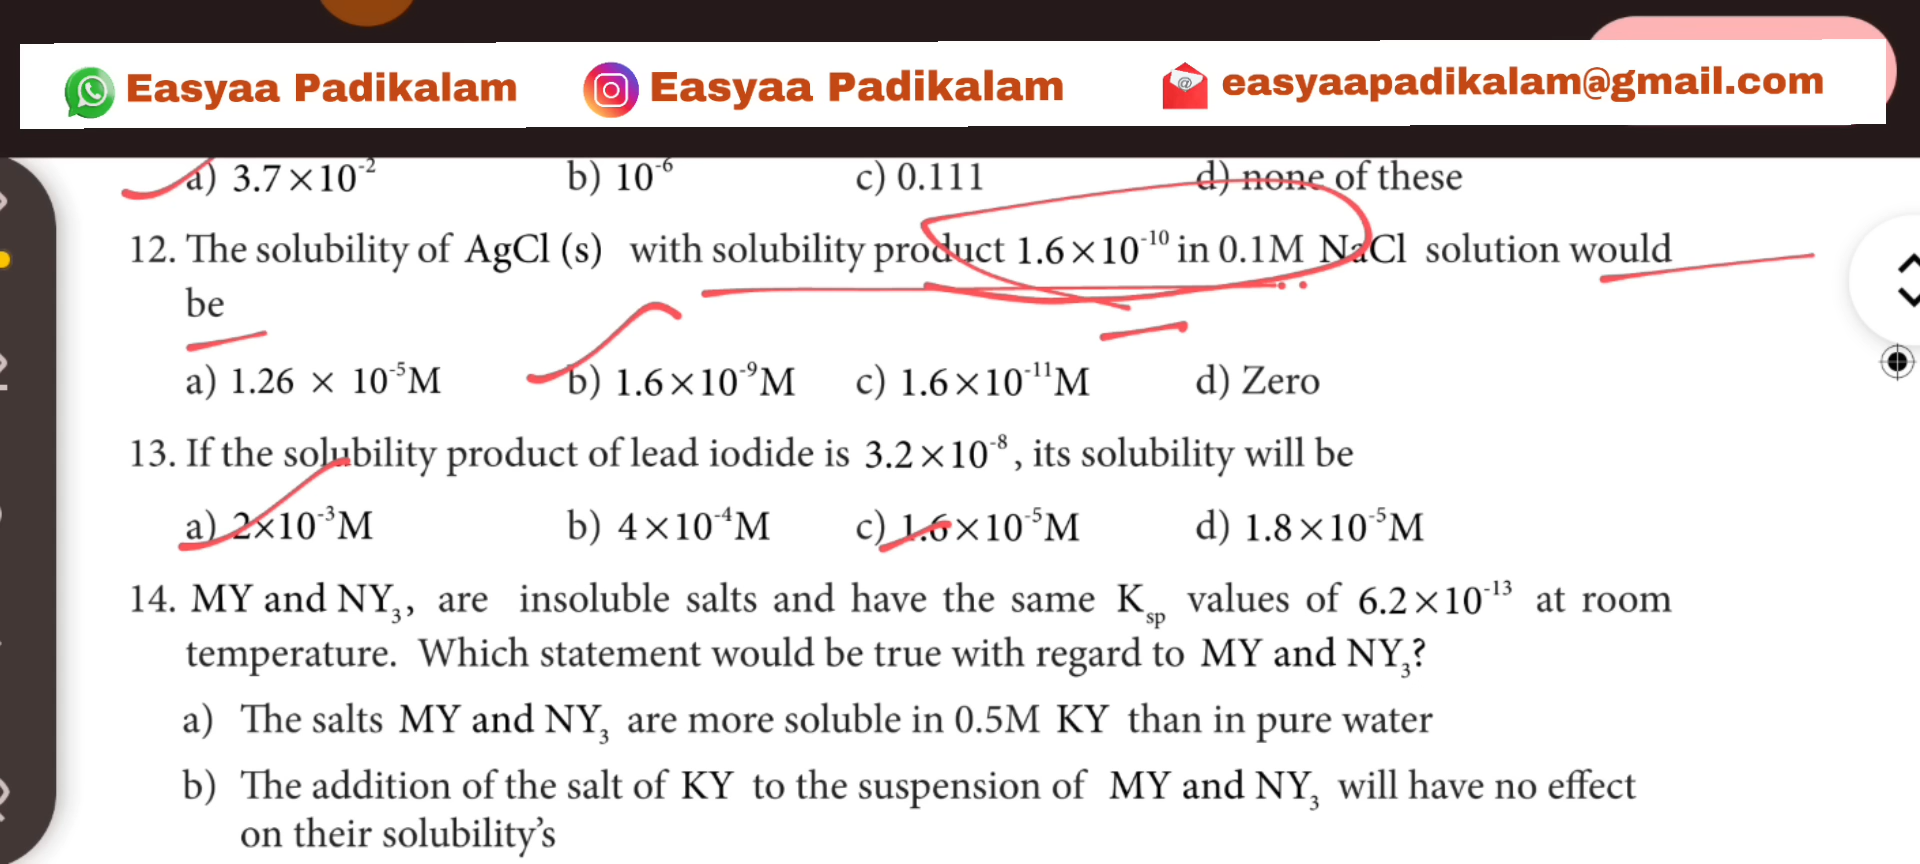 Easyaa Padikalam Easyaa Padikalam easyaapadikalam@gmail.com
a) 3.7×10⁻² b) 10⁻⁶ c) 0.111 d) none of these
12. The solubility of AgCl (s) with solubility product 1.6×10⁻¹⁰ in 0.1M NaCl solution would
be
a) 1.26 × 10⁻⁵M b) 1.6×10⁻⁹M c) 1.6×10⁻¹¹M d) Zero
13. If the solubility product of lead iodide is 3.2×10⁻⁸, its solubility will be
a) 2×10⁻³M b) 4×10⁻⁴M c) 1.6×10⁻⁵M d) 1.8×10⁻⁵M
14. MY and NY₃, are insoluble salts and have the same Kₛₚ values of 6.2×10⁻¹³ at room
temperature. Which statement would be true with regard to MY and NY₃?
a) The salts MY and NY₃ are more soluble in 0.5M KY than in pure water
b) The addition of the salt of KY to the suspension of MY and NY₃ will have no effect
on their solubility's